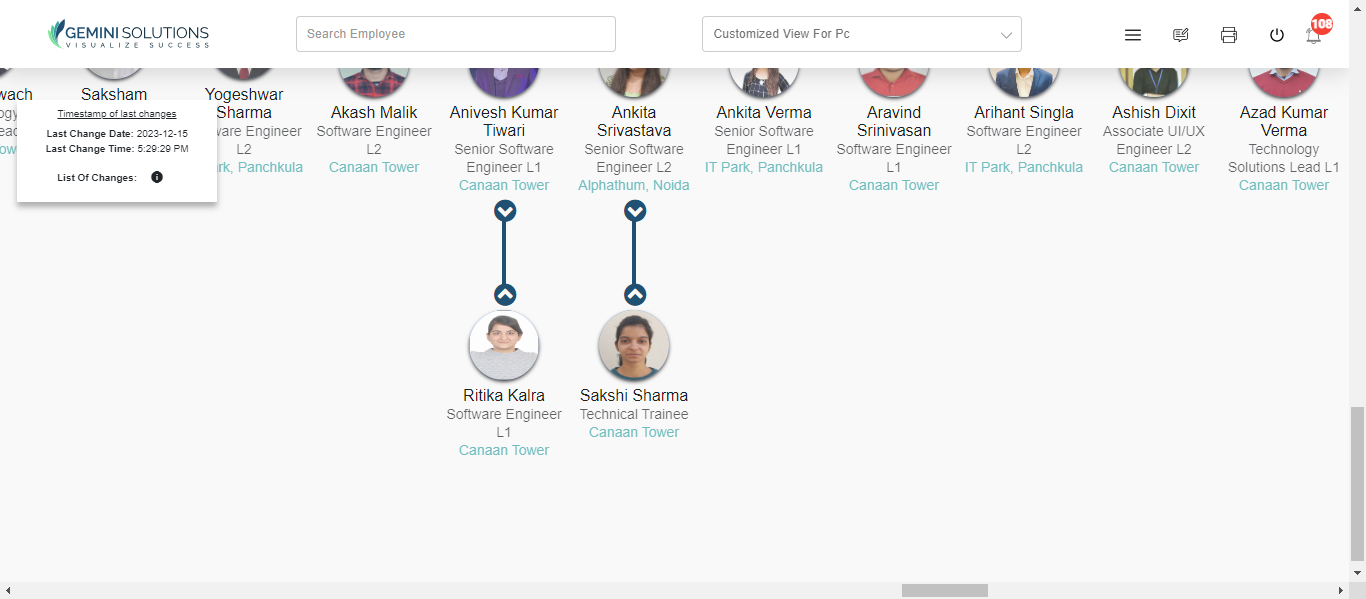 GEMINI SOLUTIONS
VISUALIZE SUCCESS
Search Employee
Customized View For Pc
108
wach
Saksham
Yogeshwar
Sharma
ware Engineer
L2
rk, Panchkula
Timestamp of last changes
Last Change Date: 2023-12-15
Last Change Time: 5:29:29 PM
List Of Changes:
Akash Malik
Software Engineer
L2
Canaan Tower
Anivesh Kumar
Tiwari
Senior Software
Engineer L1
Canaan Tower
Ankita
Srivastava
Senior Software
Engineer L2
Alphathum, Noida
Ankita Verma
Senior Software
Engineer L1
IT Park, Panchkula
Aravind
Srinivasan
Software Engineer
L1
Canaan Tower
Arihant Singla
Software Engineer
L2
IT Park, Panchkula
Ashish Dixit
Associate UI/UX
Engineer L2
Canaan Tower
Azad Kumar
Verma
Technology
Solutions Lead L1
Canaan Tower
Ritika Kalra
Software Engineer
L1
Canaan Tower
Sakshi Sharma
Technical Trainee
Canaan Tower